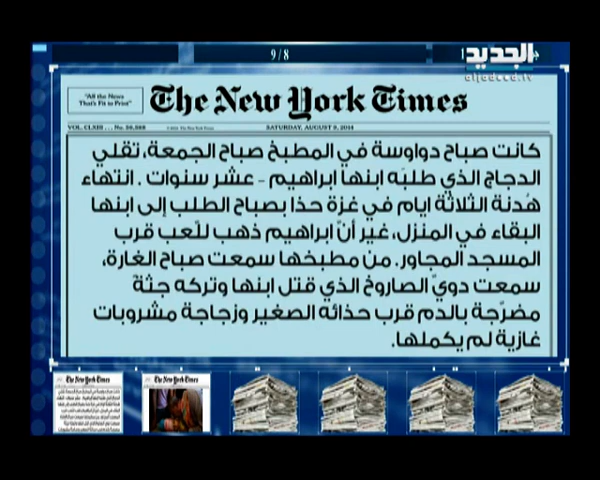 9/8
الجديد
aljadeed.tv
"All the News
That's Fit to Print"
The New York Times
SATURDAY, AUGUST 9, 2014
كانت صباح دواوسة في المطبخ صباح الجمعة، تقلي
الدجاج الذي طلبَه ابنها ابراهيم - عشر سنوات . انتهاء
هُدنة الثلاثة ايام في غزة حذا بصباح الطلب إلى ابنها
البقاء في المنزل، غير أنّ ابراهيم ذهب للّعب قرب
المسجد المجاور. من مطبخها سمعت صباح الغارة،
سمعت دويّ الصاروخ الذي قتل ابنها وتركه جثةً
مضرّجة بالدم قرب حذائه الصغير وزجاجة مشروبات
غازية لم يكملها.
The New York Times
The New York Times